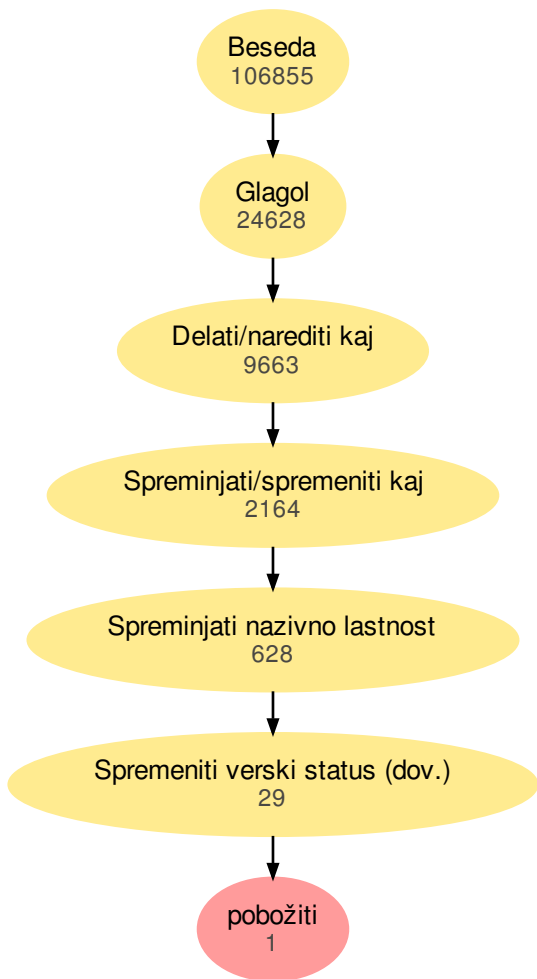 Beseda
106855
Glagol
24628
Delati/narediti kaj
9663
Spreminjati/spremeniti kaj
2164
Spreminjati nazivno lastnost
628
Spremeniti verski status (dov.)
29
pobožiti
1